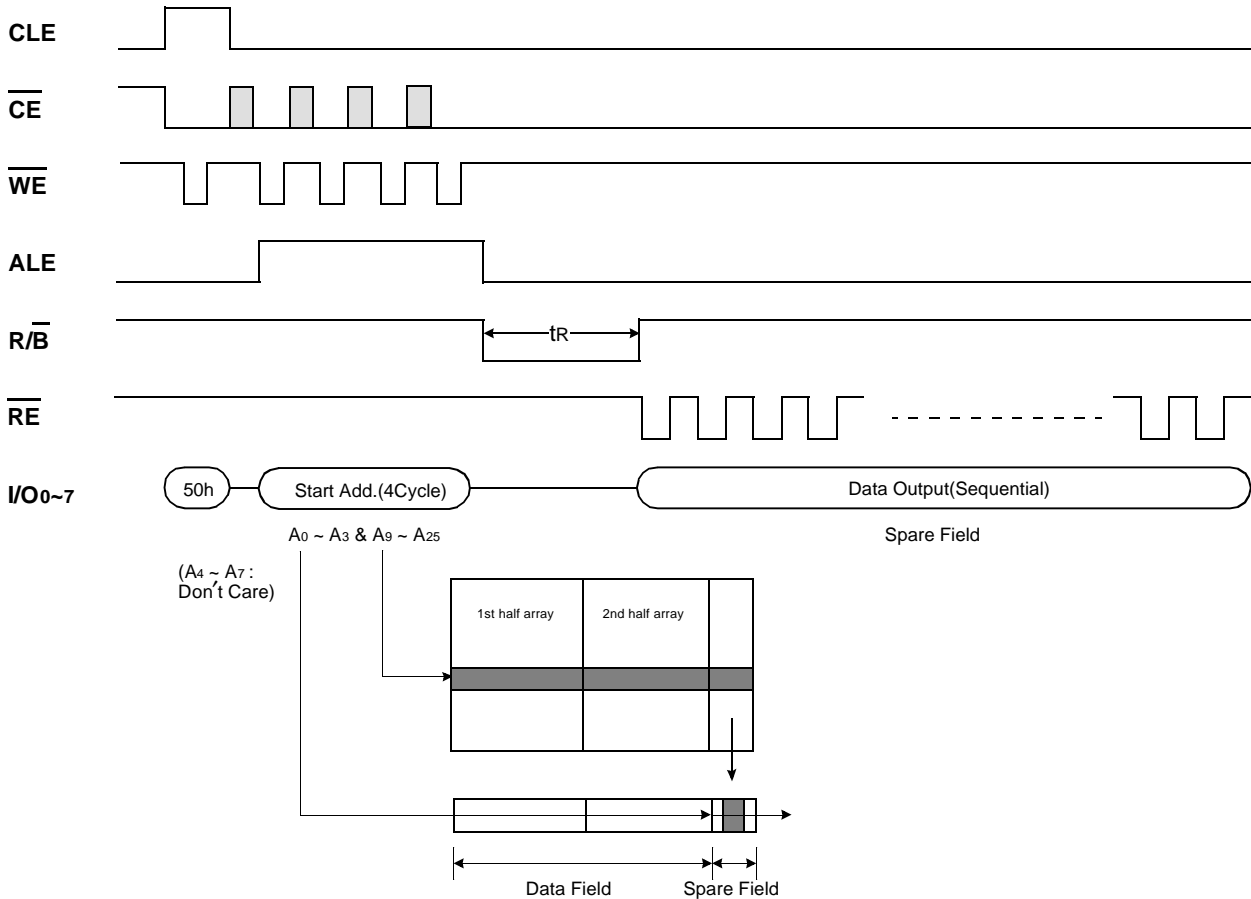 CLE
CE
WE
ALE
R/B
tR
RE
I/O0~7
50h
Start Add.(4Cycle)
Data Output(Sequential)
A0 ~ A3 & A9 ~ A25
Spare Field
(A4 ~ A7 :
Don't Care)
1st half array
2nd half array
Data Field
Spare Field